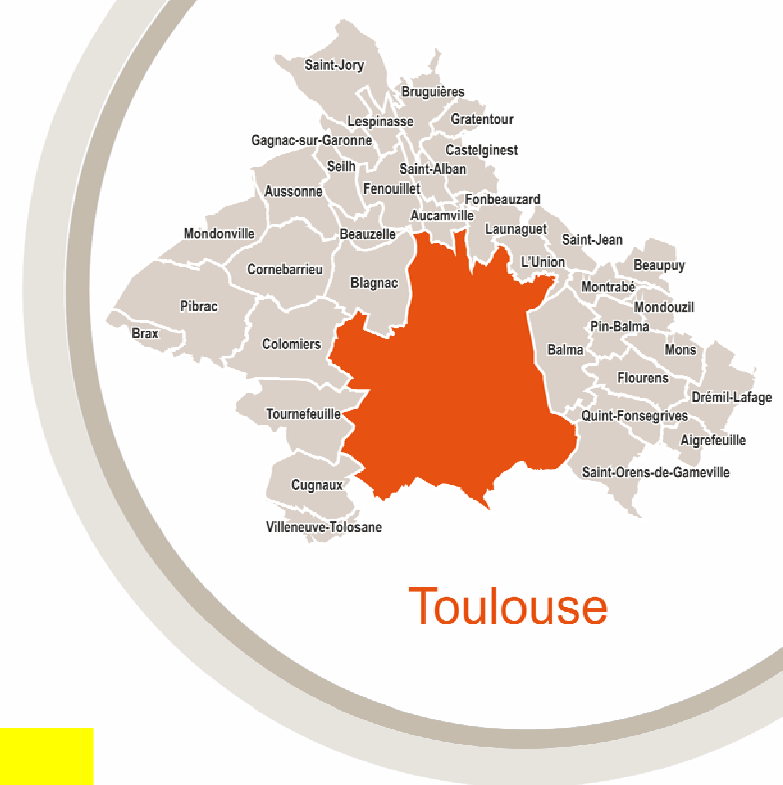 Saint-Jory
Bruguières
Lespinasse
Gratentour
Gagnac-sur-Garonne
Castelginest
Seilh
Saint-Alban
Aussonne
Fenouillet
Fonbeauzard
Aucamville
Mondonville
Beauzelle
Launaguet
Saint-Jean
Cornebarrieu
L'Union
Beaupuy
Blagnac
Montrabé
Pibrac
Mondouzil
Brax
Pin-Balma
Colomiers
Balma
Mons
Flourens
Drémil-Lafage
Tournefeuille
Quint-Fonsegrives
Aigrefeuille
Saint-Orens-de-Gameville
Cugnaux
Villeneuve-Tolosane
Toulouse